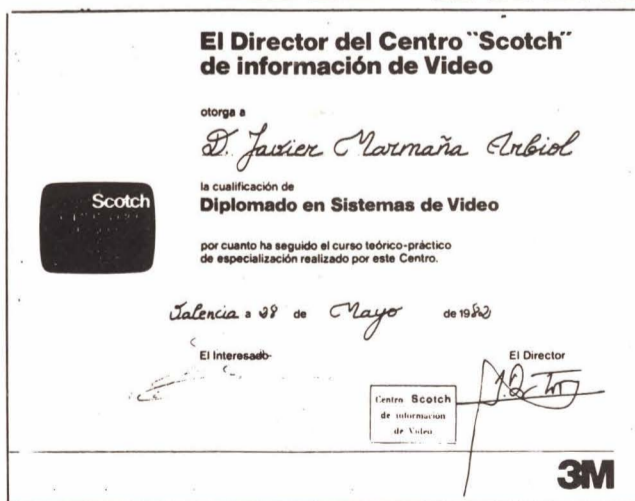 El Director del Centro "Scotch"
de información de Video
otorga a
D. Javier Marmaña Arbiol
la cualificación de
Diplomado en Sistemas de Video
Scotch
por cuanto ha seguido el curso teórico-práctico
de especialización realizado por este Centro.
Valencia a 28 de Mayo de 1982
El Interesado
El Director
Centro Scotch
de información
de Video
3M